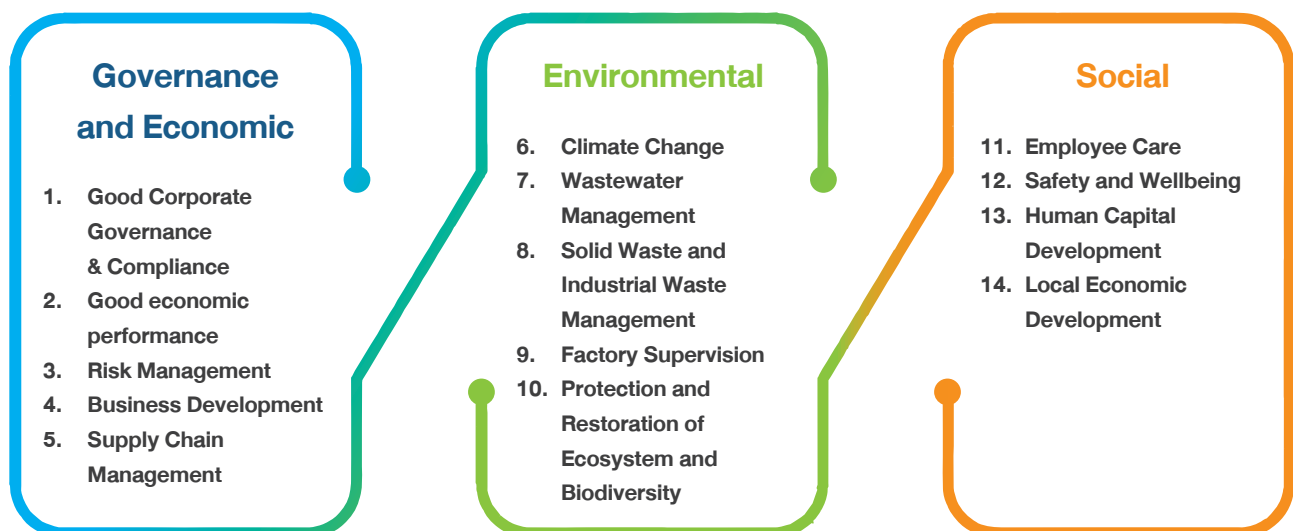 Governance
and Economic
1. Good Corporate
Governance
& Compliance
2. Good economic
performance
3. Risk Management
4. Business Development
5. Supply Chain
Management
Environmental
6. Climate Change
7. Wastewater
Management
8. Solid Waste and
Industrial Waste
Management
9. Factory Supervision
10. Protection and
Restoration of
Ecosystem and
Biodiversity
Social
11. Employee Care
12. Safety and Wellbeing
13. Human Capital
Development
14. Local Economic
Development